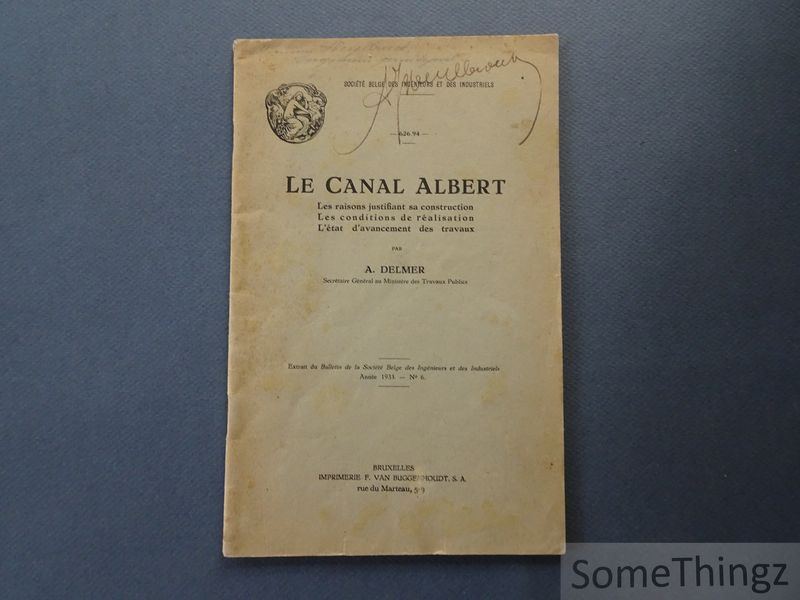 SOCIÉTÉ BELGE DES INGÉNIEURS ET DES INDUSTRIELS
— 626.94 —
LE CANAL ALBERT
Les raisons justifiant sa construction
Les conditions de réalisation
L'état d'avancement des travaux
PAR
A. DELMER
Secrétaire Général au Ministère des Travaux Publics
Extrait du Bulletin de la Société Belge des Ingénieurs et des Industriels
Année 1933. — Nº 6.
BRUXELLES
IMPRIMERIE F. VAN BUGGENHOUDT, S. A.
rue du Marteau, 5-9
SomeThingz